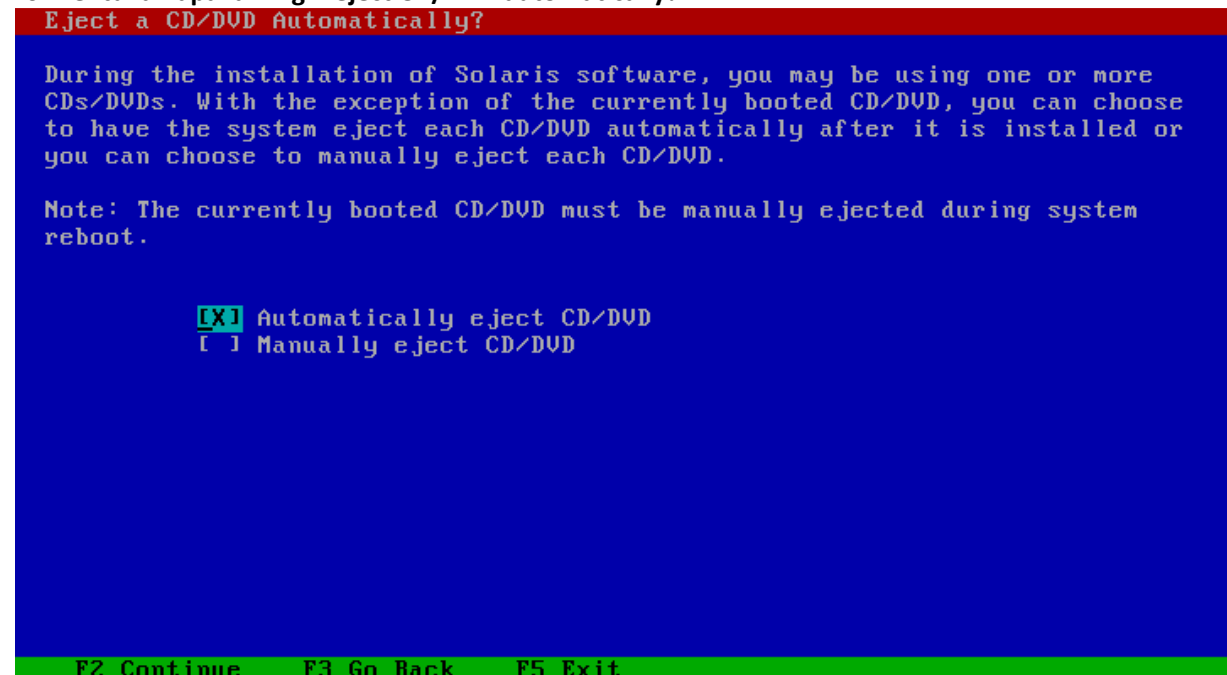 Eject a CD/DVD Automatically?
During the installation of Solaris software, you may be using one or more
CDs/DVDs. With the exception of the currently booted CD/DVD, you can choose
to have the system eject each CD/DVD automatically after it is installed or
you can choose to manually eject each CD/DVD.
Note: The currently booted CD/DVD must be manually ejected during system
reboot.
[X] Automatically eject CD/DVD
[ ] Manually eject CD/DVD
F2 Continue F3 Go Back F5 Exit